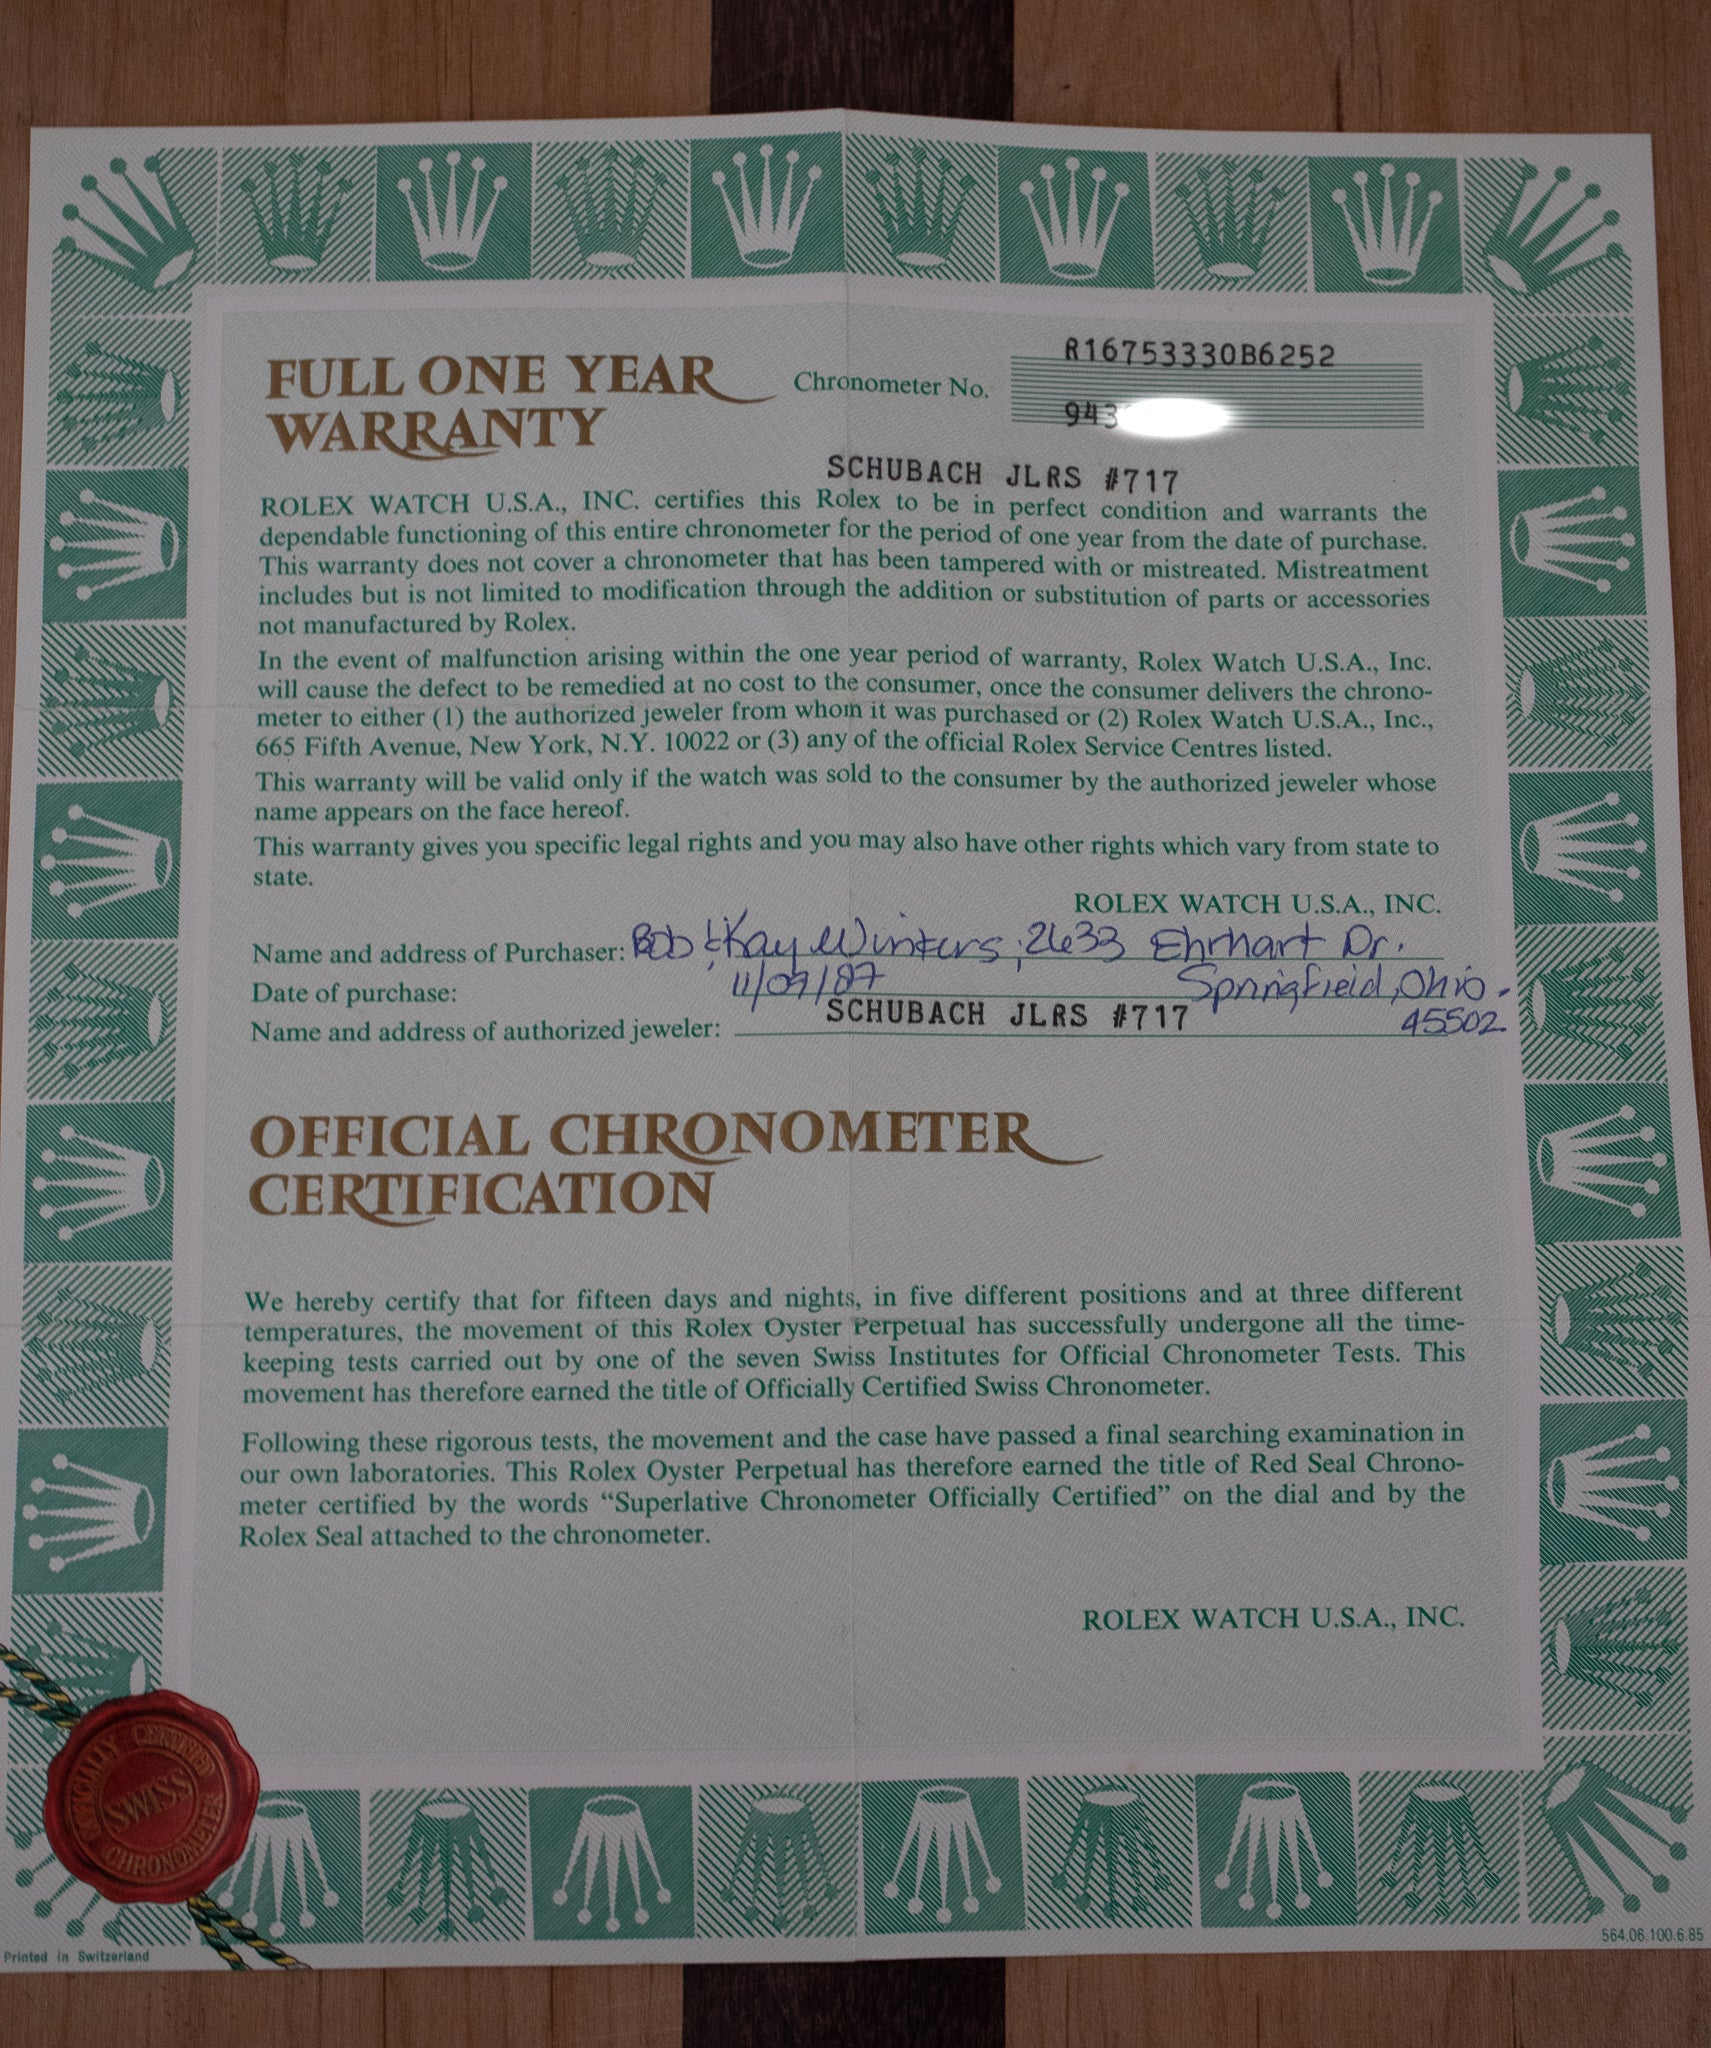 R16753330B6252
FULL ONE YEAR
WARRANTY
Chronometer No.
943
SCHUBACH JLRS #717
ROLEX WATCH U.S.A., INC. certifies this Rolex to be in perfect condition and warrants the
dependable functioning of this entire chronometer for the period of one year from the date of purchase.
This warranty does not cover a chronometer that has been tampered with or mistreated. Mistreatment
includes but is not limited to modification through the addition or substitution of parts or accessories
not manufactured by Rolex.
In the event of malfunction arising within the one year period of warranty, Rolex Watch U.S.A., Inc.
will cause the defect to be remedied at no cost to the consumer, once the consumer delivers the chrono-
meter to either (1) the authorized jeweler from whom it was purchased or (2) Rolex Watch U.S.A., Inc.,
665 Fifth Avenue, New York, N.Y. 10022 or (3) any of the official Rolex Service Centres listed.
This warranty will be valid only if the watch was sold to the consumer by the authorized jeweler whose
name appears on the face hereof.
This warranty gives you specific legal rights and you may also have other rights which vary from state to
state.
ROLEX WATCH U.S.A., INC.
Name and address of Purchaser: Bob & Kay Winters, 2633 Ehrhart Dr.
Date of purchase: 11/09/87 Springfield, Ohio.
Name and address of authorized jeweler: SCHUBACH JLRS #717 45502
OFFICIAL CHRONOMETER
CERTIFICATION
We hereby certify that for fifteen days and nights, in five different positions and at three different
temperatures, the movement of this Rolex Oyster Perpetual has successfully undergone all the time-
keeping tests carried out by one of the seven Swiss Institutes for Official Chronometer Tests. This
movement has therefore earned the title of Officially Certified Swiss Chronometer.
Following these rigorous tests, the movement and the case have passed a final searching examination in
our own laboratories. This Rolex Oyster Perpetual has therefore earned the title of Red Seal Chrono-
meter certified by the words “Superlative Chronometer Officially Certified” on the dial and by the
Rolex Seal attached to the chronometer.
ROLEX WATCH U.S.A., INC.
OFFICIALLY CERTIFIED
SWISS
CHRONOMETER
Printed in Switzerland
564.06.100.6.85